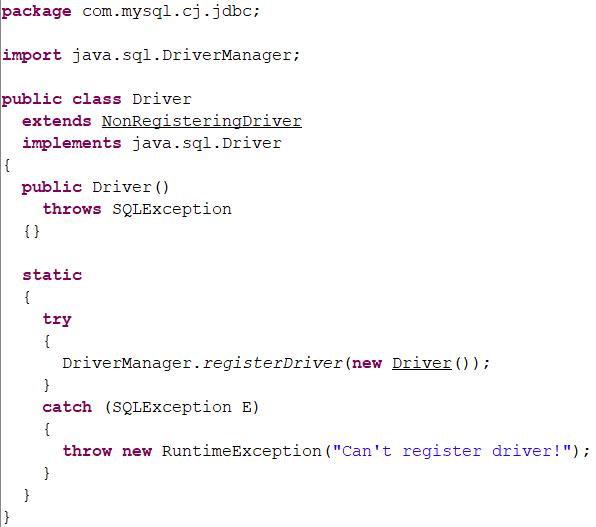 package com.mysql.cj.jdbc;
import java.sql.DriverManager;
public class Driver
extends NonRegisteringDriver
implements java.sql.Driver
{
public Driver()
throws SQLException
{}
static
{
try
{
DriverManager.registerDriver(new Driver());
}
catch (SQLException E)
{
throw new RuntimeException("Can't register driver!");
}
}
}